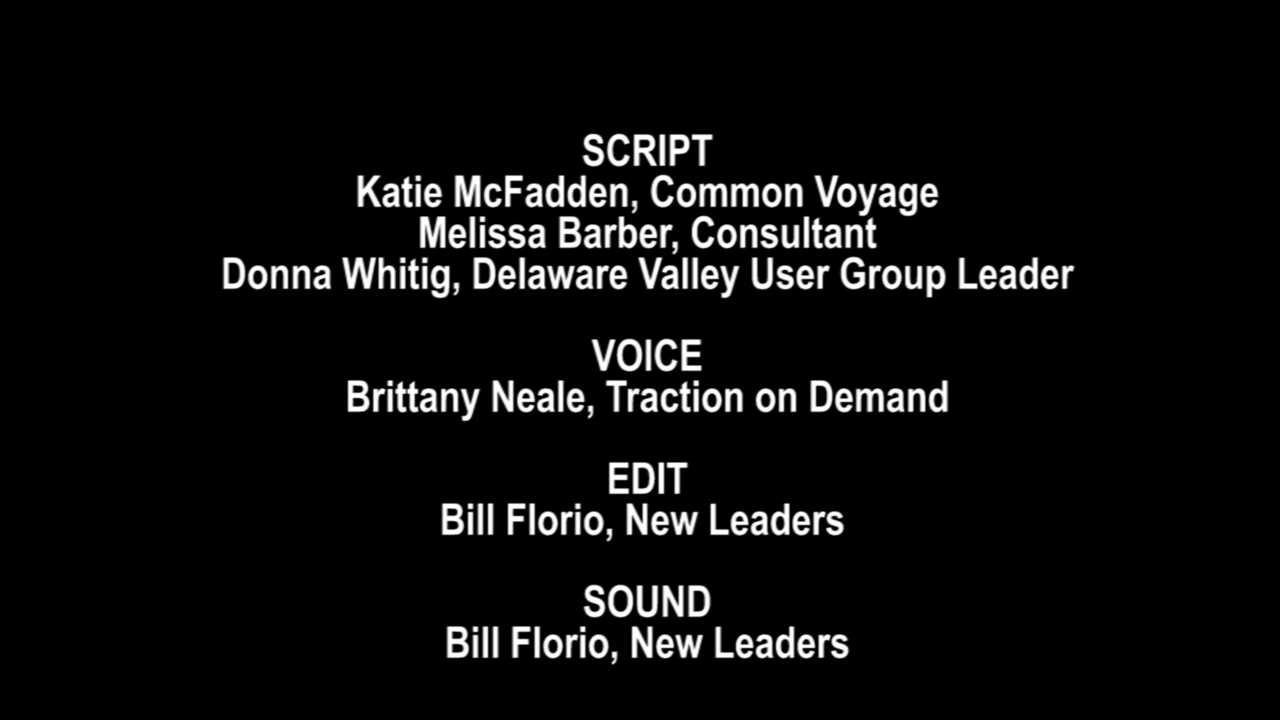 SCRIPT
Katie McFadden, Common Voyage
Melissa Barber, Consultant
Donna Whitig, Delaware Valley User Group Leader
VOICE
Brittany Neale, Traction on Demand
EDIT
Bill Florio, New Leaders
SOUND
Bill Florio, New Leaders